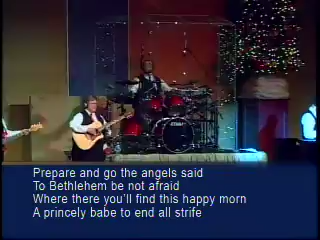 Prepare and go the angels said
To Bethlehem be not afraid
Where there you'll find this happy morn
A princely babe to end all strife